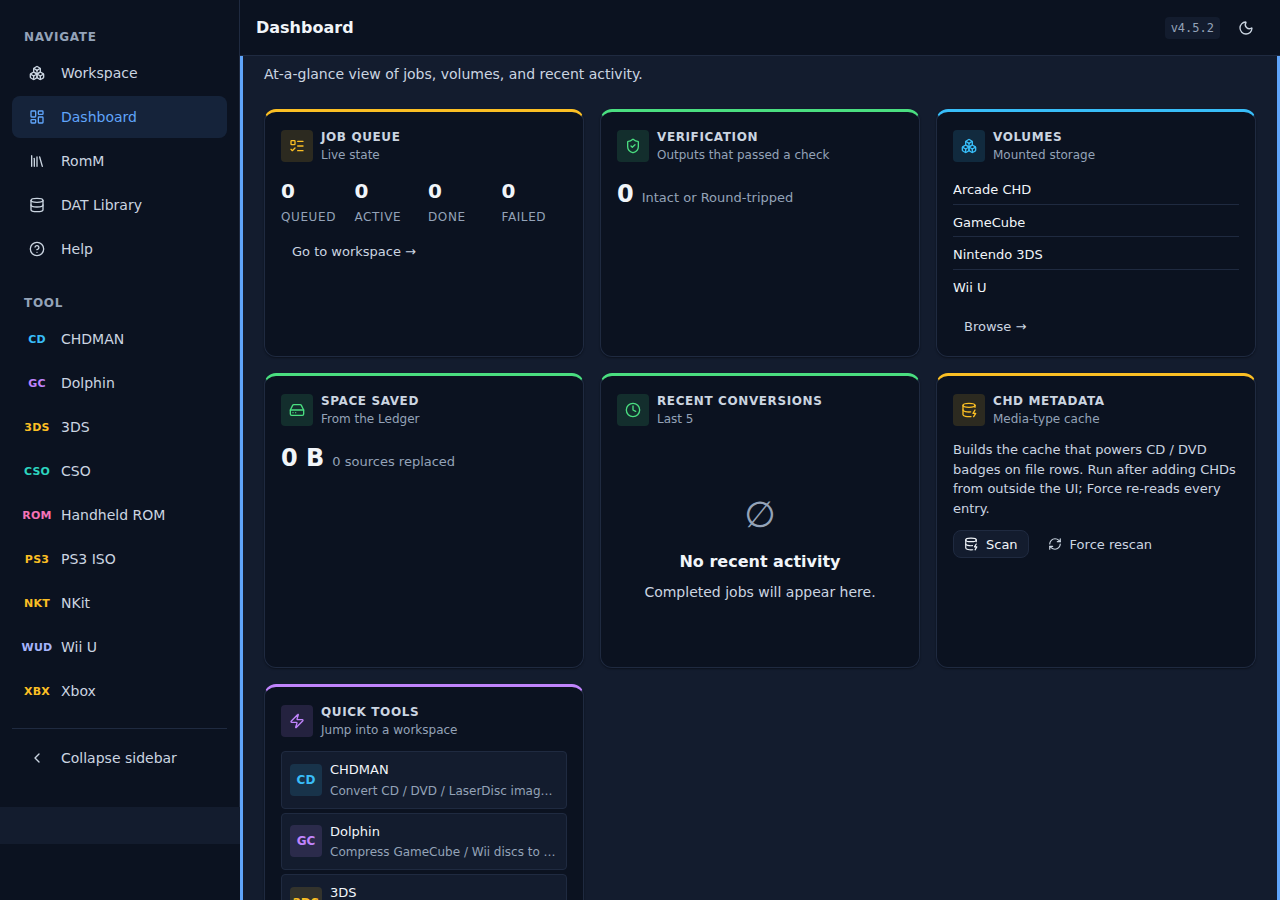 NAVIGATE
Workspace
Dashboard
RomM
DAT Library
Help
TOOL
CD CHDMAN
GC Dolphin
3DS 3DS
CSO CSO
ROM Handheld ROM
PS3 PS3 ISO
NKT NKit
WUD Wii U
XBX Xbox
Collapse sidebar
Dashboard
v4.5.2
At-a-glance view of jobs, volumes, and recent activity.
JOB QUEUE
Live state
0 0 0 0
QUEUED ACTIVE DONE FAILED
Go to workspace →
VERIFICATION
Outputs that passed a check
0 Intact or Round-tripped
VOLUMES
Mounted storage
Arcade CHD
GameCube
Nintendo 3DS
Wii U
Browse →
SPACE SAVED
From the Ledger
0 B 0 sources replaced
RECENT CONVERSIONS
Last 5
∅
No recent activity
Completed jobs will appear here.
CHD METADATA
Media-type cache
Builds the cache that powers CD / DVD
badges on file rows. Run after adding CHDs
from outside the UI; Force re-reads every
entry.
Scan Force rescan
QUICK TOOLS
Jump into a workspace
CD CHDMAN
Convert CD / DVD / LaserDisc imag…
GC Dolphin
Compress GameCube / Wii discs to …
3DS
3DS